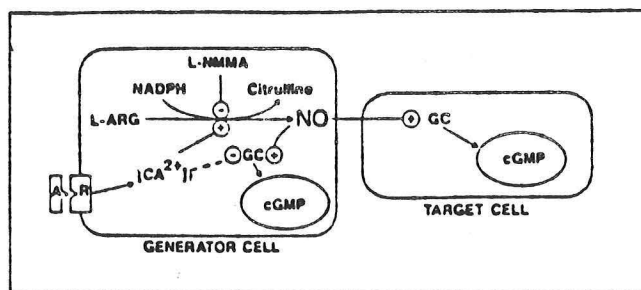 L-NMMA
NADPH
Citrulline
−
L-ARG
NO
+
GC
+
[CA2+]i
−
GC
+
A
R
cGMP
cGMP
TARGET CELL
GENERATOR CELL